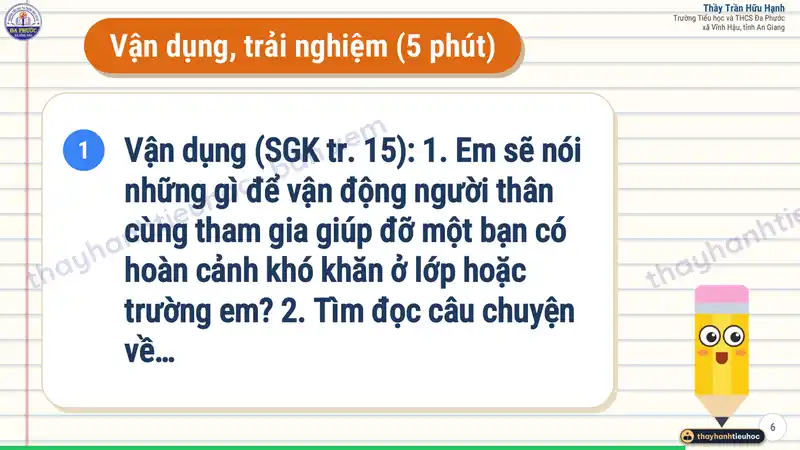 Thầy Trần Hữu Hạnh
Trường Tiểu học và THCS Đa Phước
xã Vĩnh Hậu, tỉnh An Giang
ĐA PHƯỚC
Vận dụng, trải nghiệm (5 phút)
1
Vận dụng (SGK tr. 15): 1. Em sẽ nói
những gì để vận động người thân
cùng tham gia giúp đỡ một bạn có
hoàn cảnh khó khăn ở lớp hoặc
trường em? 2. Tìm đọc câu chuyện
về...
thayhanhtieuhoc
6